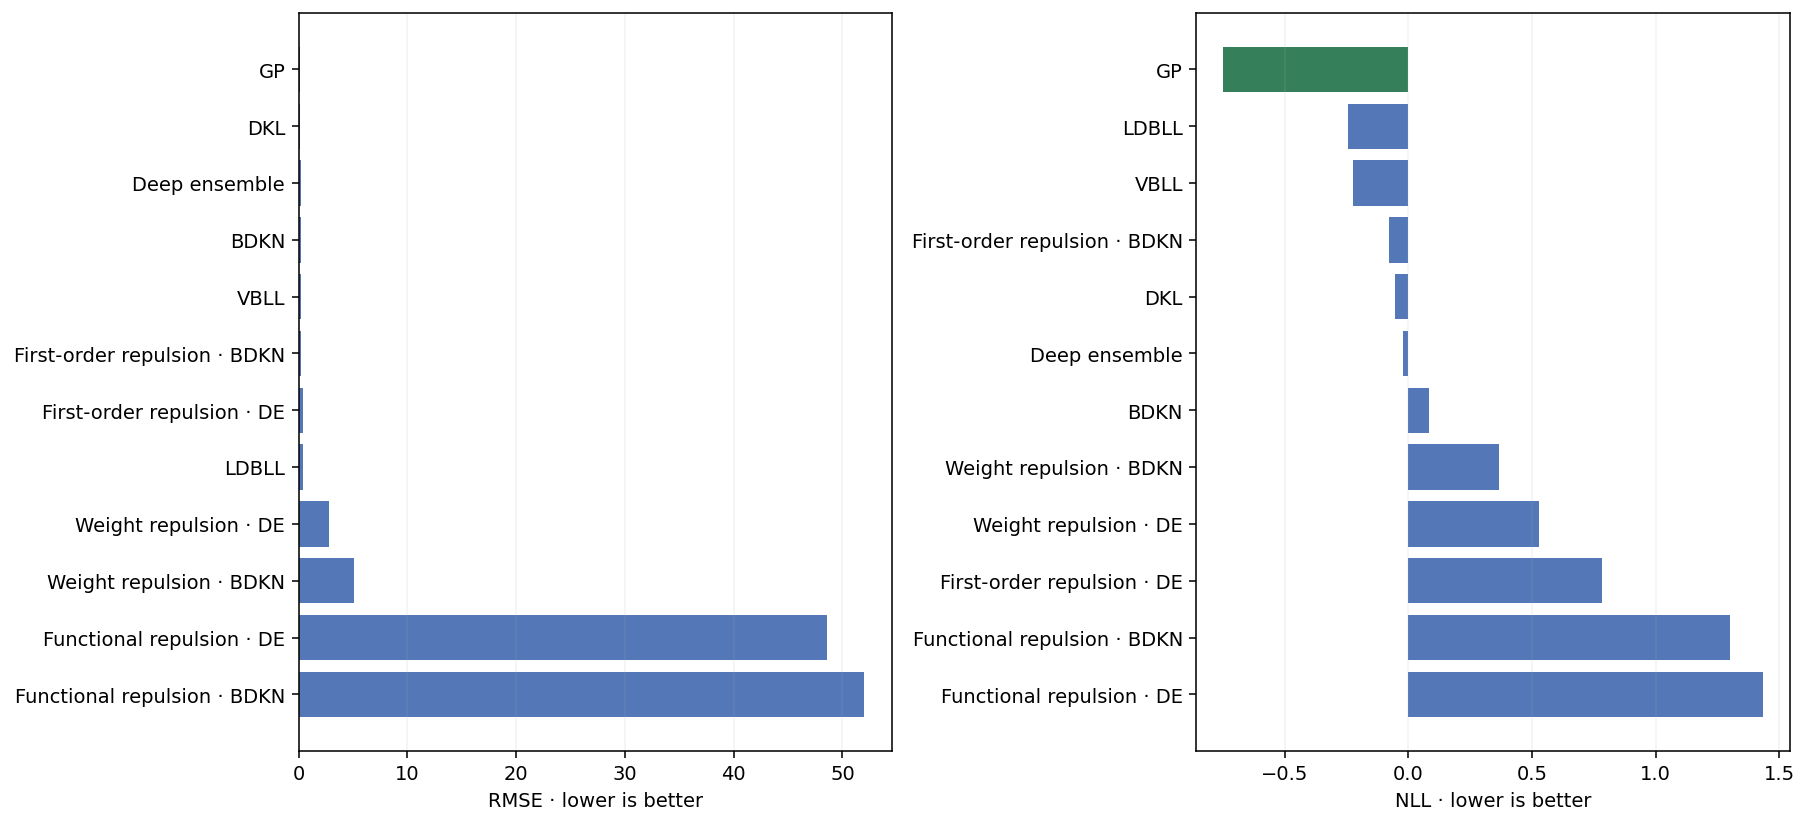 GP
DKL
Deep ensemble
BDKN
VBLL
First-order repulsion · BDKN
First-order repulsion · DE
LDBLL
Weight repulsion · DE
Weight repulsion · BDKN
Functional repulsion · DE
Functional repulsion · BDKN
0 10 20 30 40 50
RMSE · lower is better
GP
LDBLL
VBLL
First-order repulsion · BDKN
DKL
Deep ensemble
BDKN
Weight repulsion · BDKN
Weight repulsion · DE
First-order repulsion · DE
Functional repulsion · BDKN
Functional repulsion · DE
−0.5 0.0 0.5 1.0 1.5
NLL · lower is better